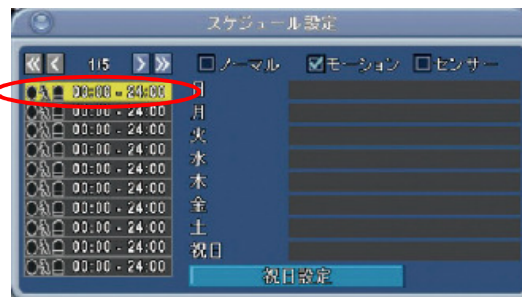 スケジュール設定
« < 1/5 > »
ノーマル モーション センサー
00:00 - 24:00 日
00:00 - 24:00 月
00:00 - 24:00 火
00:00 - 24:00 水
00:00 - 24:00 木
00:00 - 24:00 金
00:00 - 24:00 土
00:00 - 24:00 祝日
00:00 - 24:00
00:00 - 24:00
祝日設定